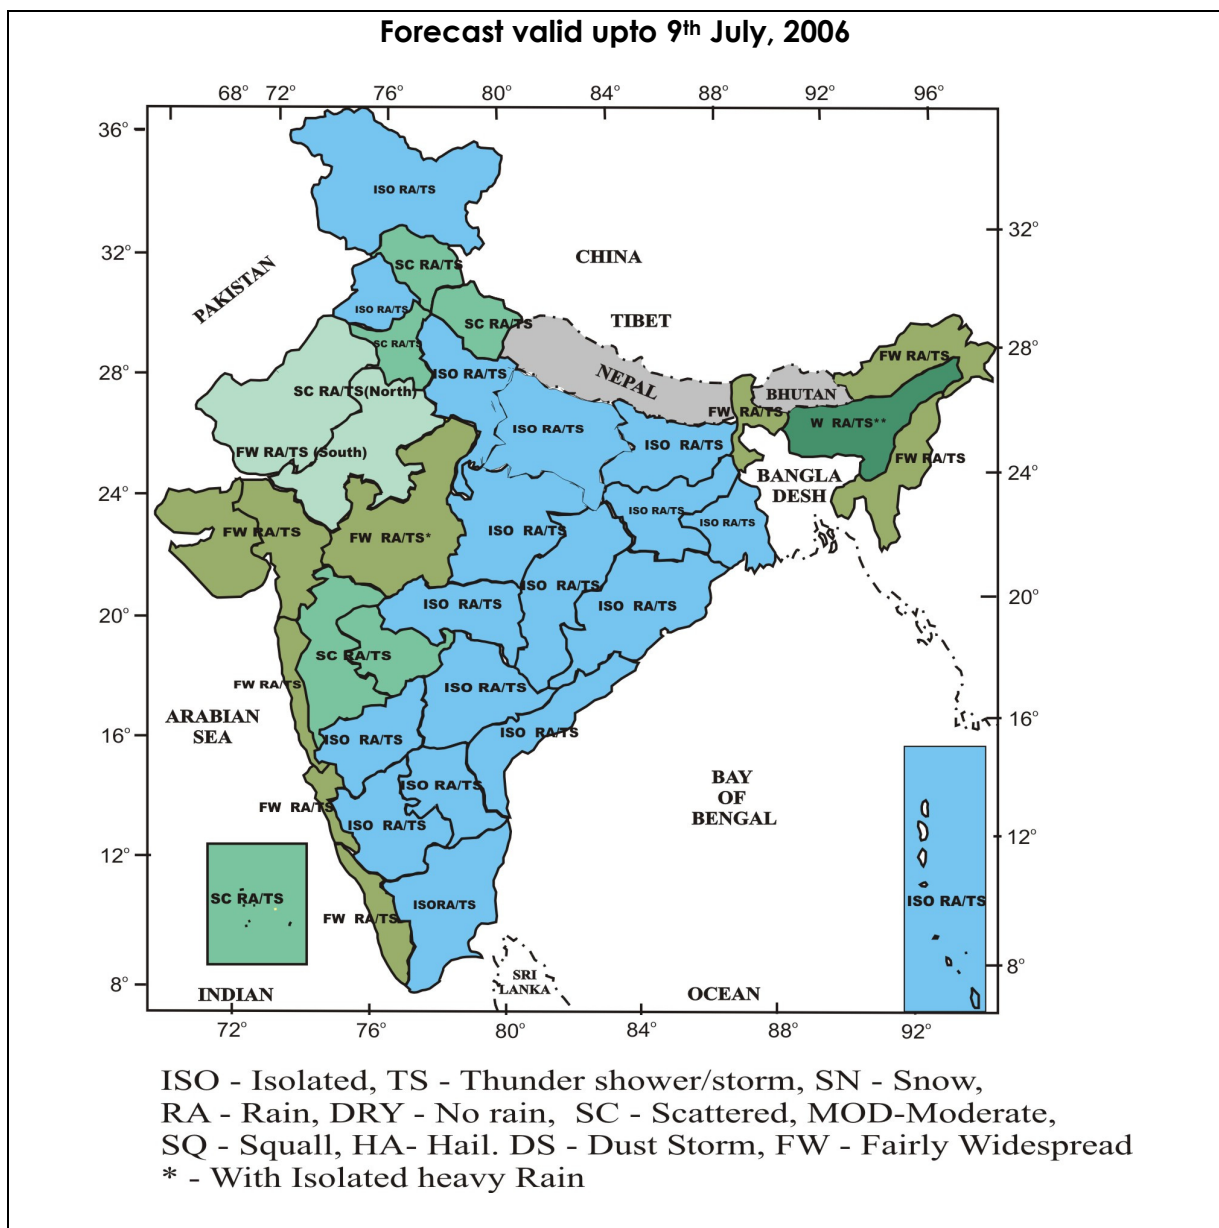 Forecast valid upto 9th July, 2006
68° 72° 76° 80° 84° 88° 92° 96°
36°
ISO RA/TS
32° 32°
CHINA
SC RA/TS
PAKISTAN
ISO RA/TS
TIBET
SC RA/TS
SC RA/TS
28° 28°
FW RA/TS
ISO RA/TS
NEPAL
BHUTAN
SC RA/TS(North)
FW RA/TS
W RA/TS**
ISO RA/TS
ISO RA/TS
FW RA/TS (South)
FW RA/TS
BANGLA
DESH
24° 24°
ISO RA/TS
ISO RA/TS
FW RA/TS
FW RA/TS*
ISO RA/TS
ISO RA/TS
ISO RA/TS
ISO RA/TS
20° 20°
SC RA/TS
FW RA/TS
ISO RA/TS
ARABIAN
SEA
16° 16°
ISO RA/TS
ISO RA/TS
BAY
OF
BENGAL
ISO RA/TS
FW RA/TS
ISO RA/TS
12° 12°
SC RA/TS
ISO RA/TS
ISORA/TS
FW RA/TS
8° 8°
SRI
LANKA
INDIAN OCEAN
72° 76° 80° 84° 88° 92°
ISO - Isolated, TS - Thunder shower/storm, SN - Snow,
RA - Rain, DRY - No rain, SC - Scattered, MOD-Moderate,
SQ - Squall, HA- Hail. DS - Dust Storm, FW - Fairly Widespread
* - With Isolated heavy Rain